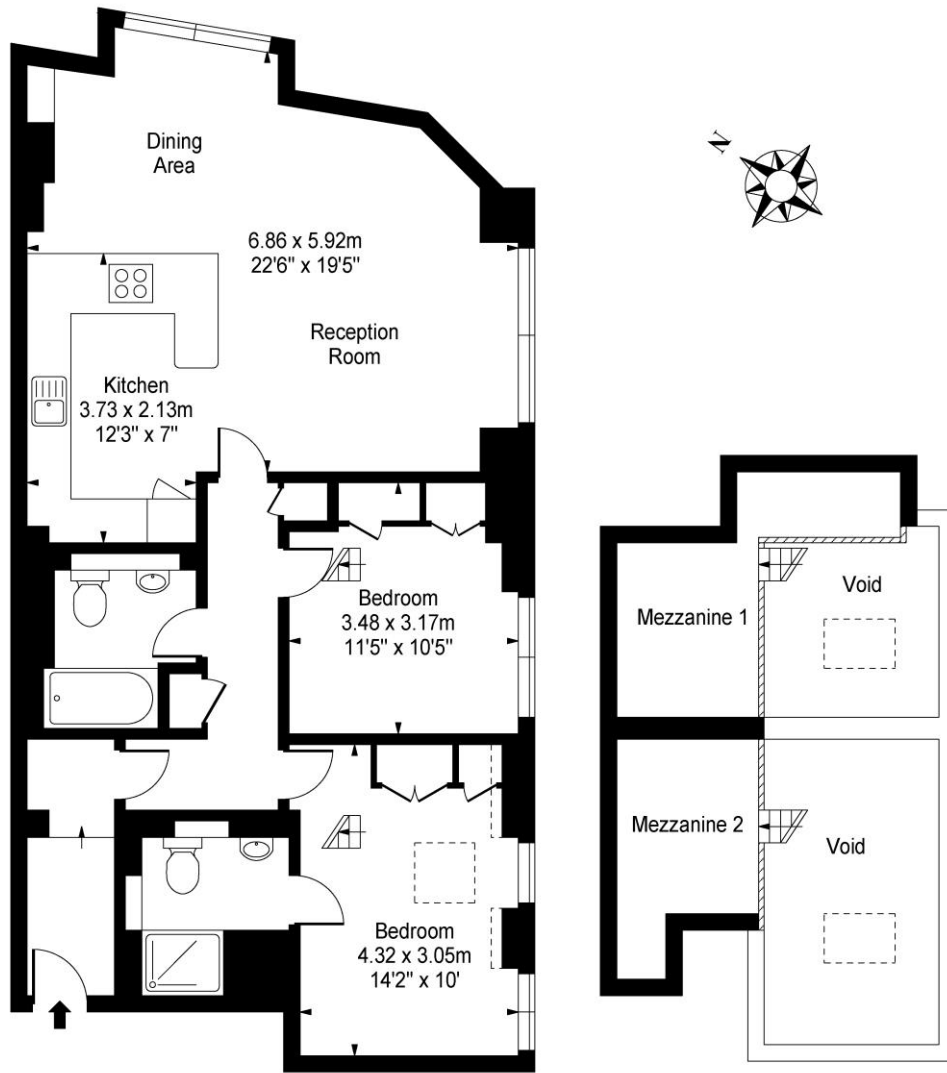 Dining
Area
N
6.86 x 5.92m
22'6" x 19'5"
Reception
Room
Kitchen
3.73 x 2.13m
12'3" x 7"
Bedroom
3.48 x 3.17m
11'5" x 10'5"
Bedroom
4.32 x 3.05m
14'2" x 10'
Mezzanine 1
Void
Mezzanine 2
Void